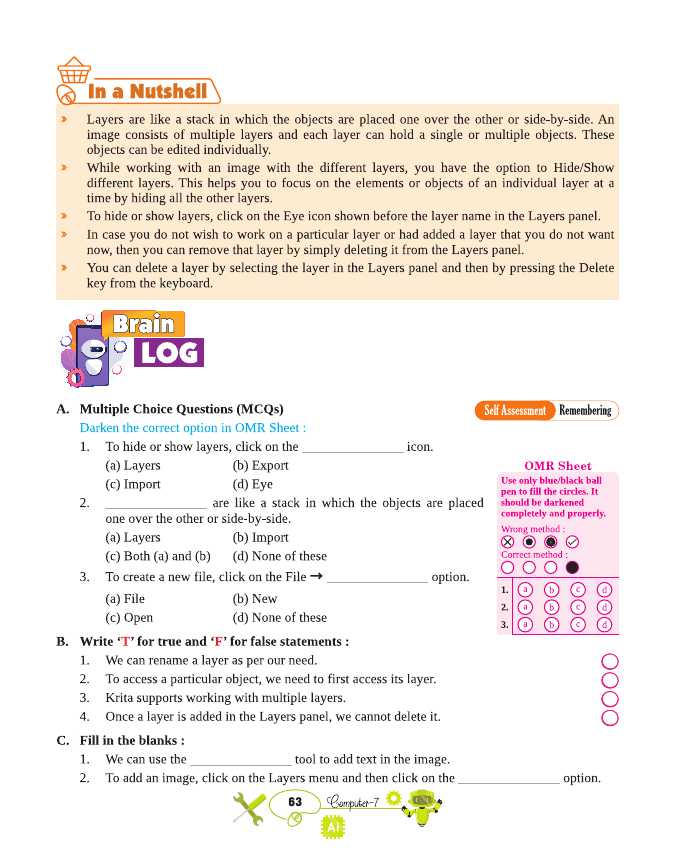 In a Nutshell
Layers are like a stack in which the objects are placed one over the other or side-by-side. An
image consists of multiple layers and each layer can hold a single or multiple objects. These
objects can be edited individually.
While working with an image with the different layers, you have the option to Hide/Show
different layers. This helps you to focus on the elements or objects of an individual layer at a
time by hiding all the other layers.
To hide or show layers, click on the Eye icon shown before the layer name in the Layers panel.
In case you do not wish to work on a particular layer or had added a layer that you do not want
now, then you can remove that layer by simply deleting it from the Layers panel.
You can delete a layer by selecting the layer in the Layers panel and then by pressing the Delete
key from the keyboard.
Brain
LOG
A. Multiple Choice Questions (MCQs)
Self Assessment Remembering
Darken the correct option in OMR Sheet :
1. To hide or show layers, click on the _______________ icon.
(a) Layers (b) Export
(c) Import (d) Eye
2. _______________ are like a stack in which the objects are placed
one over the other or side-by-side.
(a) Layers (b) Import
(c) Both (a) and (b) (d) None of these
3. To create a new file, click on the File → _______________ option.
(a) File (b) New
(c) Open (d) None of these
OMR Sheet
Use only blue/black ball
pen to fill the circles. It
should be darkened
completely and properly.
Wrong method :
Correct method :
1. a b c d
2. a b c d
3. a b c d
B. Write ‘T’ for true and ‘F’ for false statements :
1. We can rename a layer as per our need.
2. To access a particular object, we need to first access its layer.
3. Krita supports working with multiple layers.
4. Once a layer is added in the Layers panel, we cannot delete it.
C. Fill in the blanks :
1. We can use the _______________ tool to add text in the image.
2. To add an image, click on the Layers menu and then click on the _______________ option.
63 Computer-7
AI